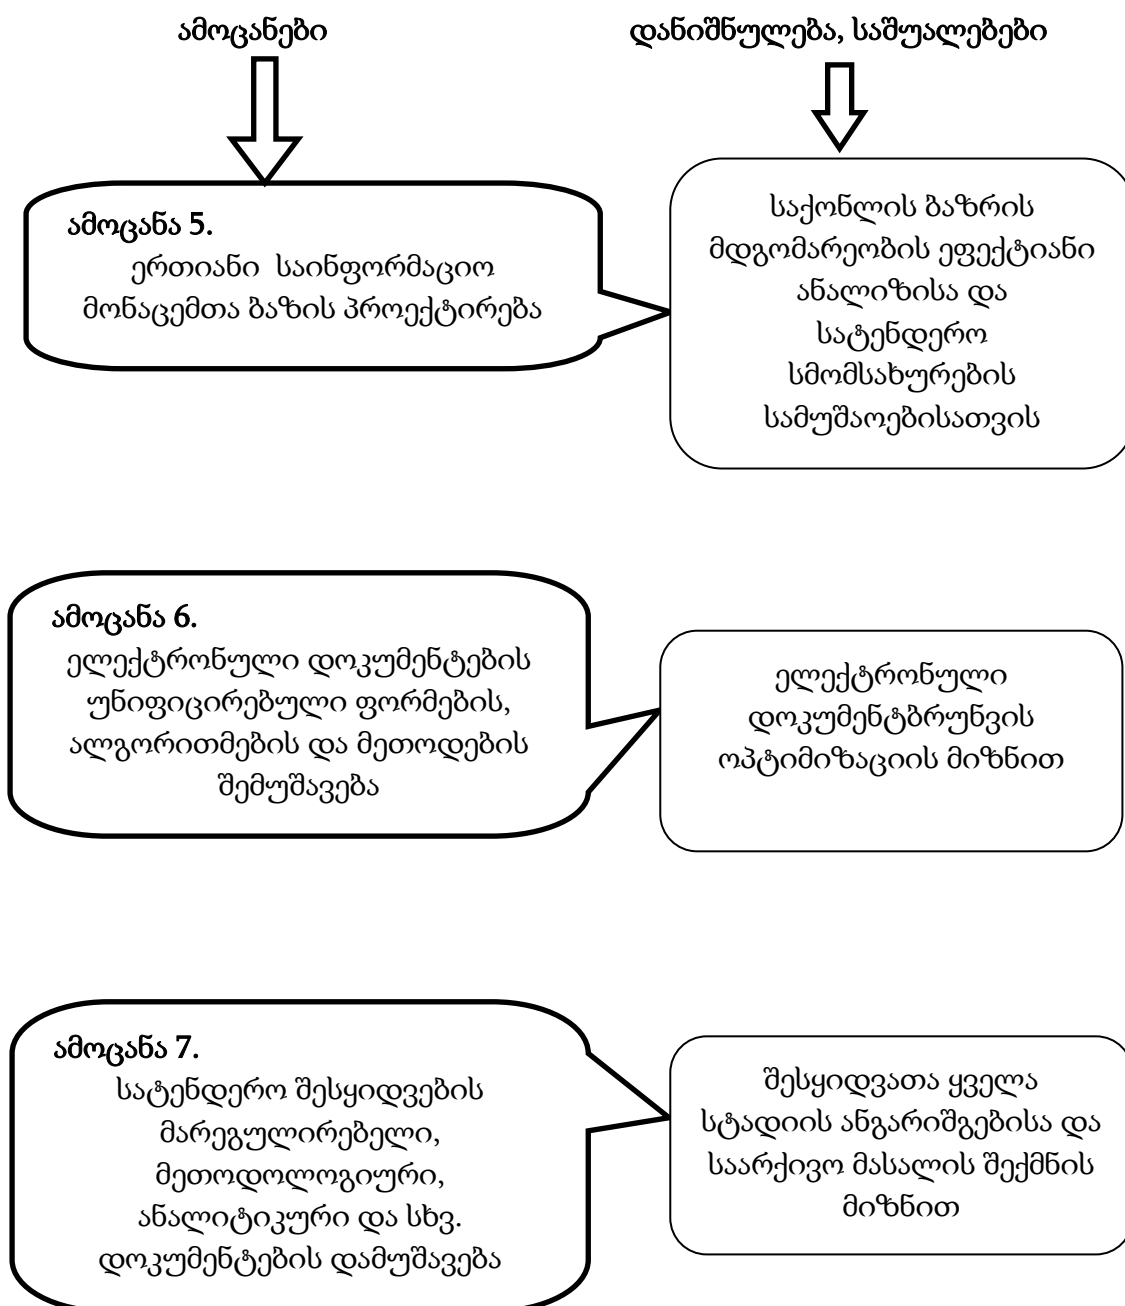 ამოცანები
დანიშნულება, საშუალებები
ამოცანა 5.
ერთიანი საინფორმაციო
მონაცემთა ბაზის პროექტირება
საქონლის ბაზრის
მდგომარეობის ეფექტიანი
ანალიზისა და
სატენდერო
სმომსახურების
სამუშაოებისათვის
ამოცანა 6.
ელექტრონული დოკუმენტების
უნიფიცირებული ფორმების,
ალგორითმების და მეთოდების
შემუშავება
ელექტრონული
დოკუმენტბრუნვის
ოპტიმიზაციის მიზნით
ამოცანა 7.
სატენდერო შესყიდვების
მარეგულირებელი,
მეთოდოლოგიური,
ანალიტიკური და სხვ.
დოკუმენტების დამუშავება
შესყიდვათა ყველა
სტადიის ანგარიშგებისა და
საარქივო მასალის შექმნის
მიზნით